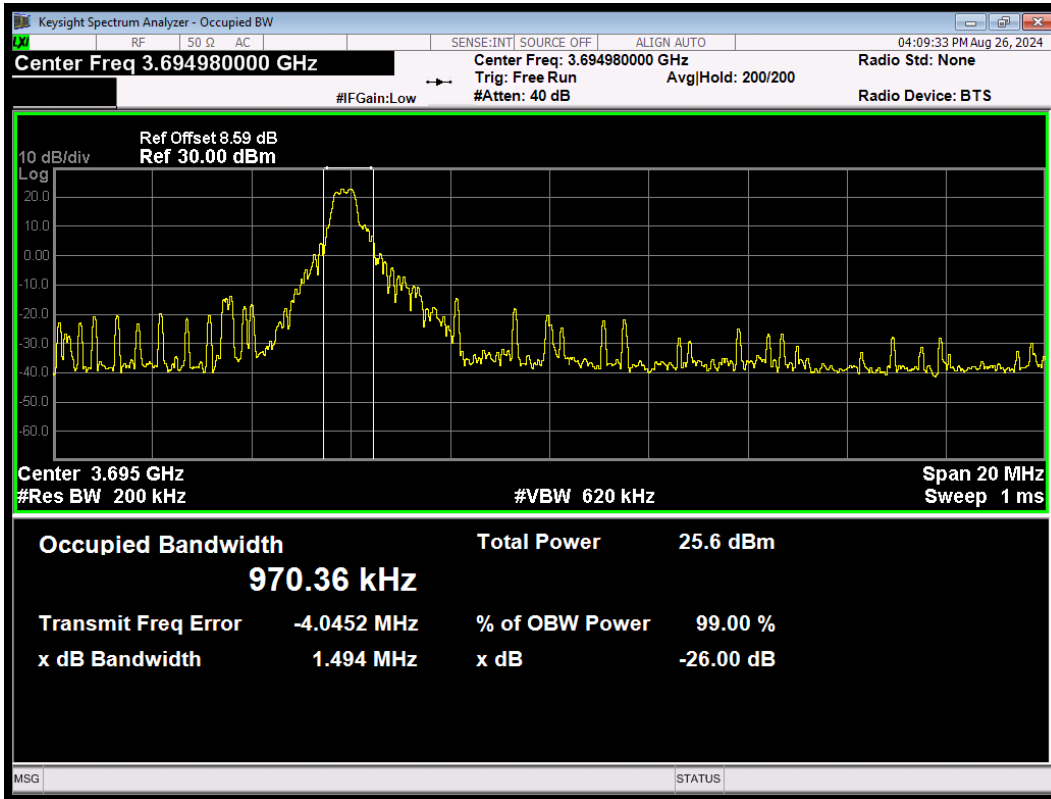 Keysight Spectrum Analyzer - Occupied BW
LXI RF 50 Ω AC SENSE:INT SOURCE OFF ALIGN AUTO 04:09:33 PM Aug 26, 2024
Center Freq 3.694980000 GHz Center Freq: 3.694980000 GHz Radio Std: None
Trig: Free Run Avg|Hold: 200/200
#IFGain:Low #Atten: 40 dB Radio Device: BTS
Ref Offset 8.59 dB
10 dB/div Ref 30.00 dBm
Log
20.0
10.0
0.00
-10.0
-20.0
-30.0
-40.0
-50.0
-60.0
Center 3.695 GHz Span 20 MHz
#Res BW 200 kHz #VBW 620 kHz Sweep 1 ms
Occupied Bandwidth Total Power 25.6 dBm
970.36 kHz
Transmit Freq Error -4.0452 MHz % of OBW Power 99.00 %
x dB Bandwidth 1.494 MHz x dB -26.00 dB
MSG STATUS